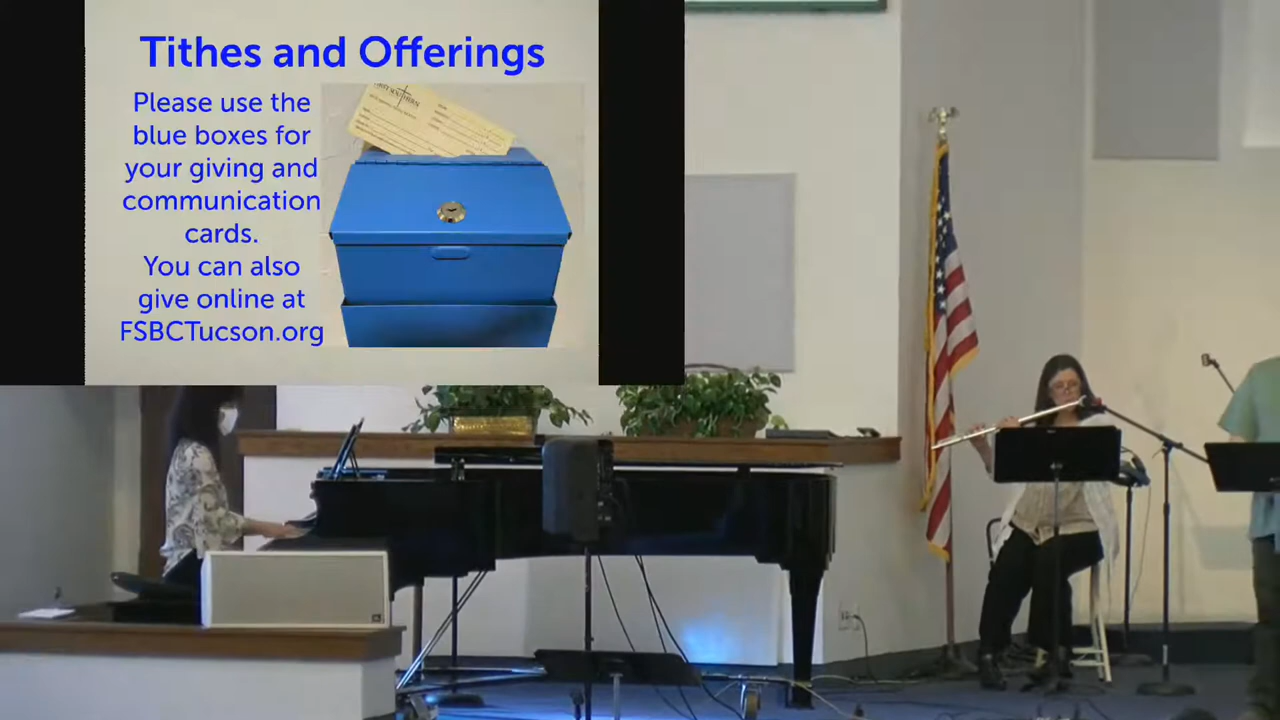 Tithes and Offerings
Please use the
blue boxes for
your giving and
communication
cards.
You can also
give online at
FSBCTucson.org